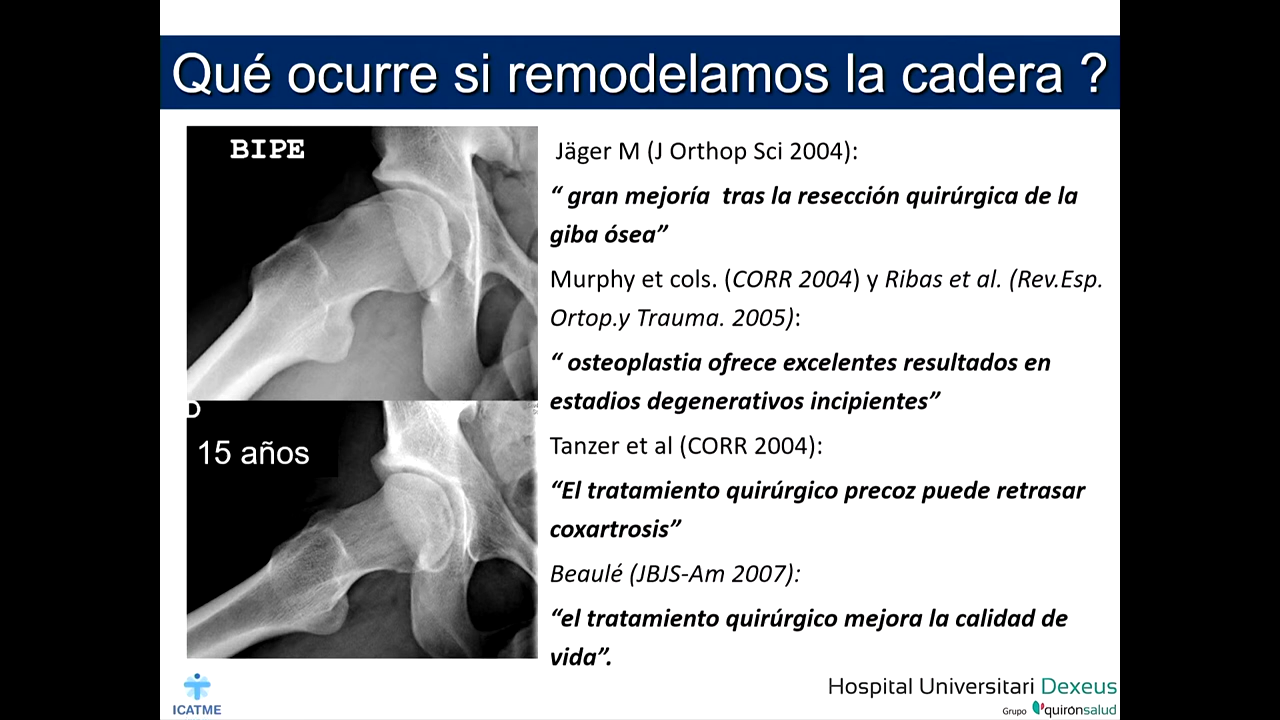 Qué ocurre si remodelamos la cadera ?
BIPE
D
15 años
Jäger M (J Orthop Sci 2004):
“ gran mejoría tras la resección quirúrgica de la
giba ósea”
Murphy et cols. (CORR 2004) y Ribas et al. (Rev.Esp.
Ortop.y Trauma. 2005):
“ osteoplastia ofrece excelentes resultados en
estadios degenerativos incipientes”
Tanzer et al (CORR 2004):
“El tratamiento quirúrgico precoz puede retrasar
coxartrosis”
Beaulé (JBJS-Am 2007):
“el tratamiento quirúrgico mejora la calidad de
vida”.
ICATME
Hospital Universitari Dexeus
Grupo quirónsalud